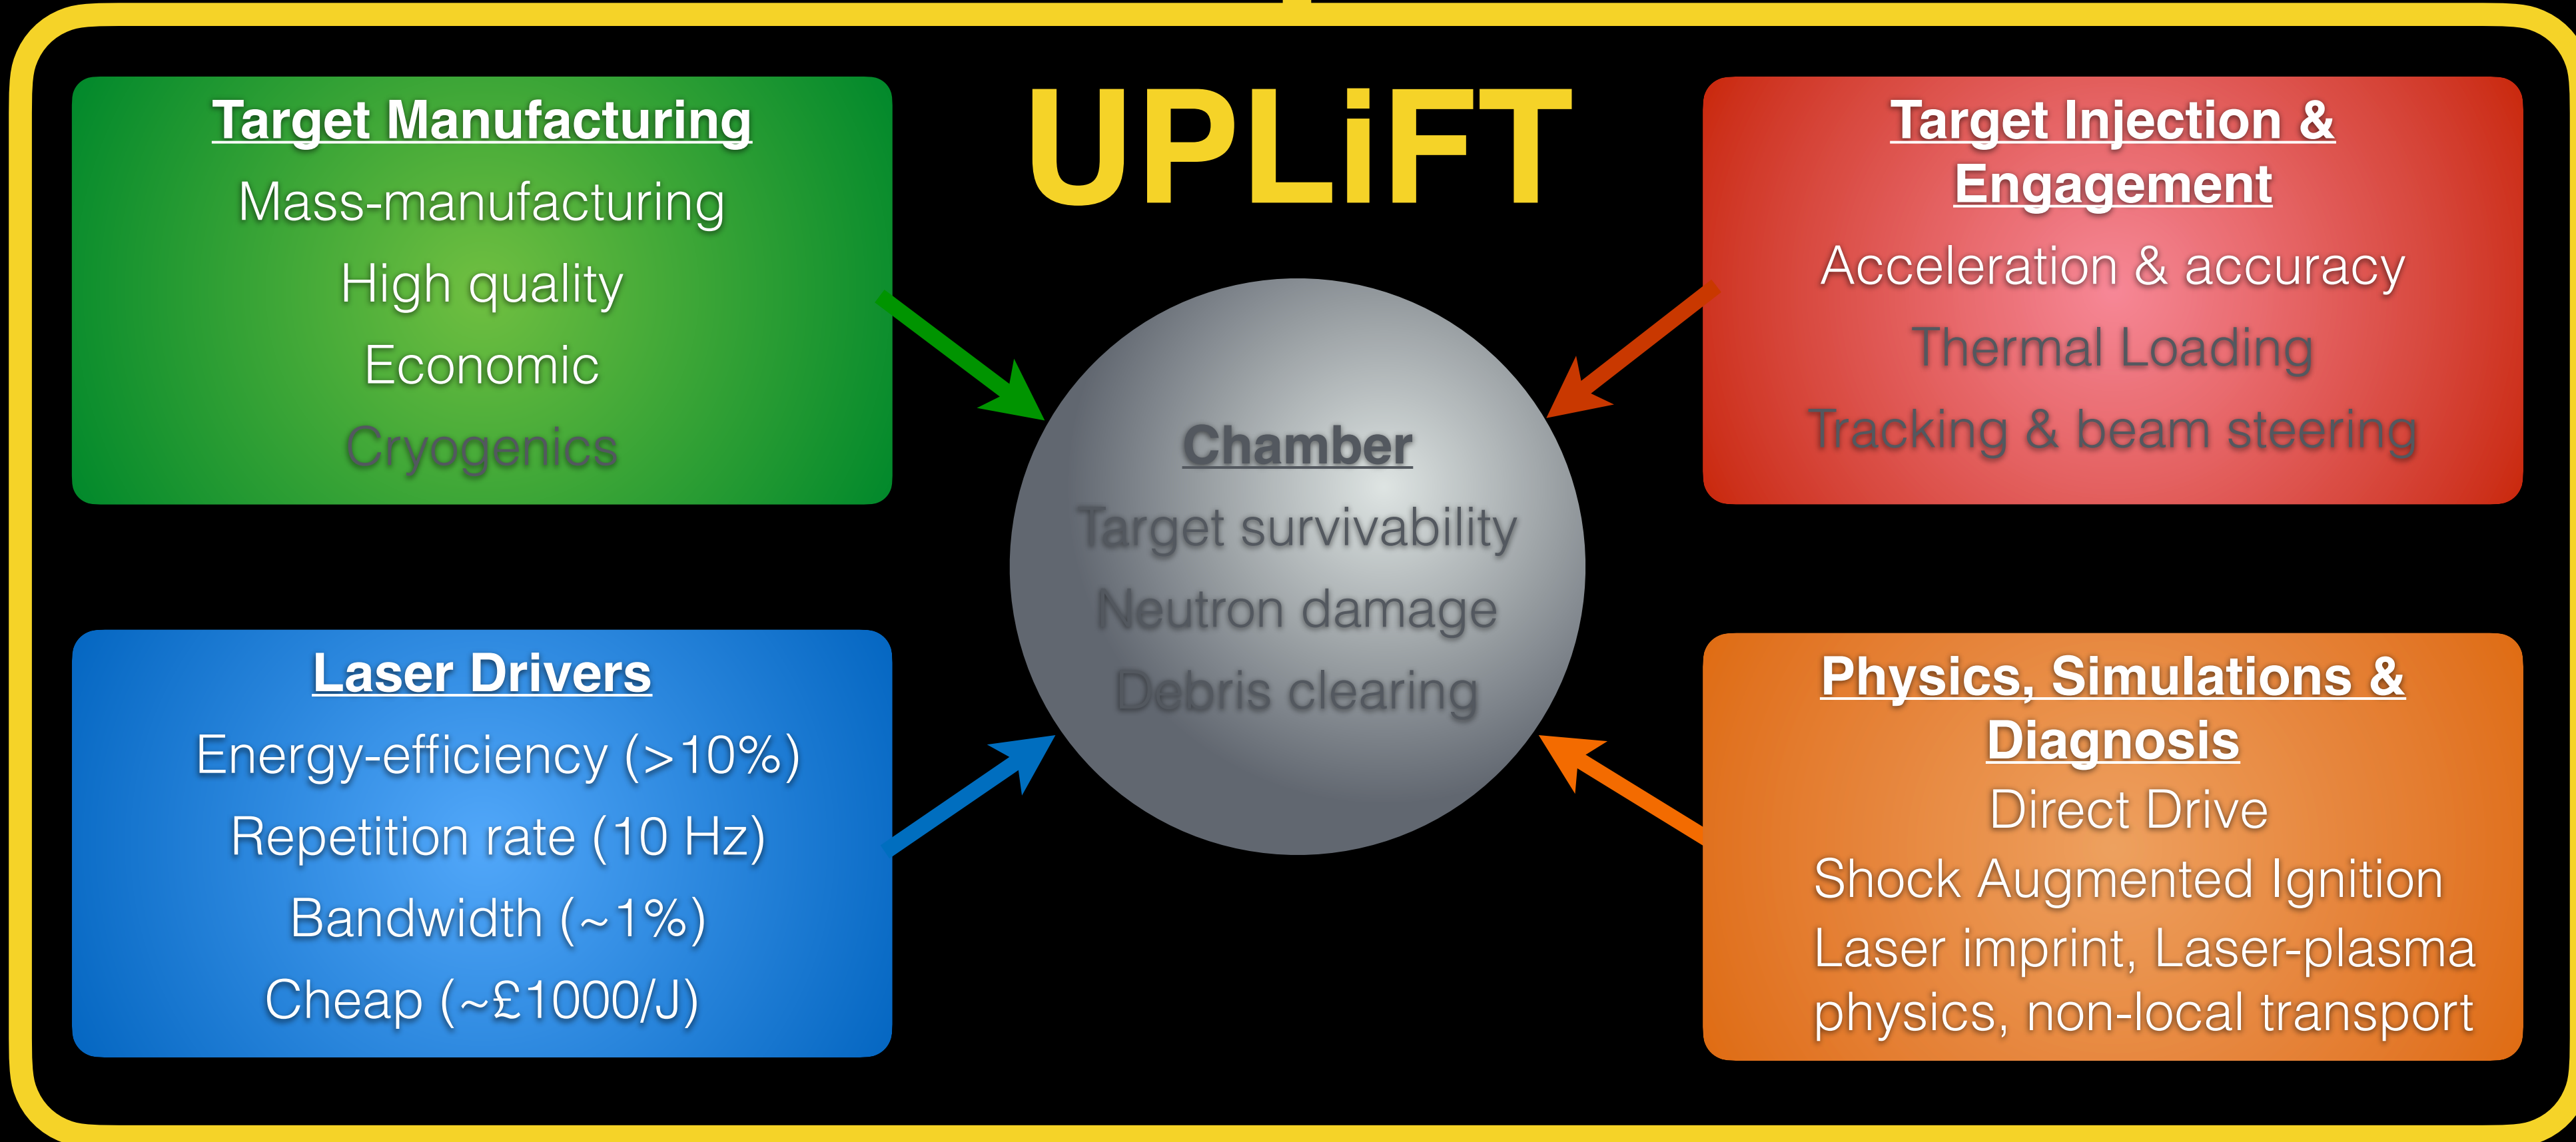 UPLiFT
Target Manufacturing
Mass-manufacturing
High quality
Economic
Cryogenics
Target Injection &
Engagement
Acceleration & accuracy
Thermal Loading
Tracking & beam steering
Chamber
Target survivability
Neutron damage
Debris clearing
Laser Drivers
Energy-efficiency (>10%)
Repetition rate (10 Hz)
Bandwidth (~1%)
Cheap (~£1000/J)
Physics, Simulations &
Diagnosis
Direct Drive
Shock Augmented Ignition
Laser imprint, Laser-plasma
physics, non-local transport